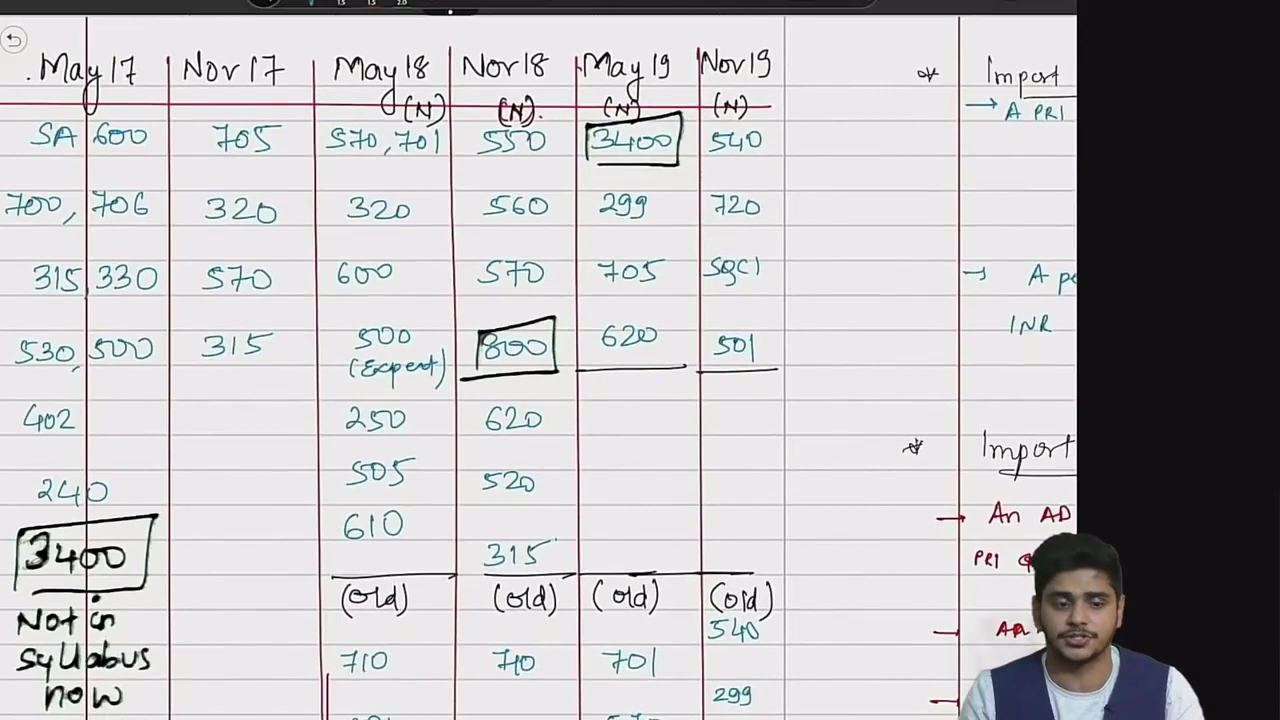 May 17 Nov 17 May 18 Nov 18 May 19 Nov 19
(N) (N). (N) (N)
SA 600 705 570, 701 550 3400 540
700, 706 320 320 560 299 720
315, 330 570 600 570 705 SQC1
530, 500 315 500 800 620 501
(Expert)
402 250 620
240 505 520
3400 610 315
(Old) (Old) (Old) (Old)
540
710 710 701
299
Not in
syllabus
now
* Import
→ A PRI
→ A pe
INR
* Import
→ An AD
PRI